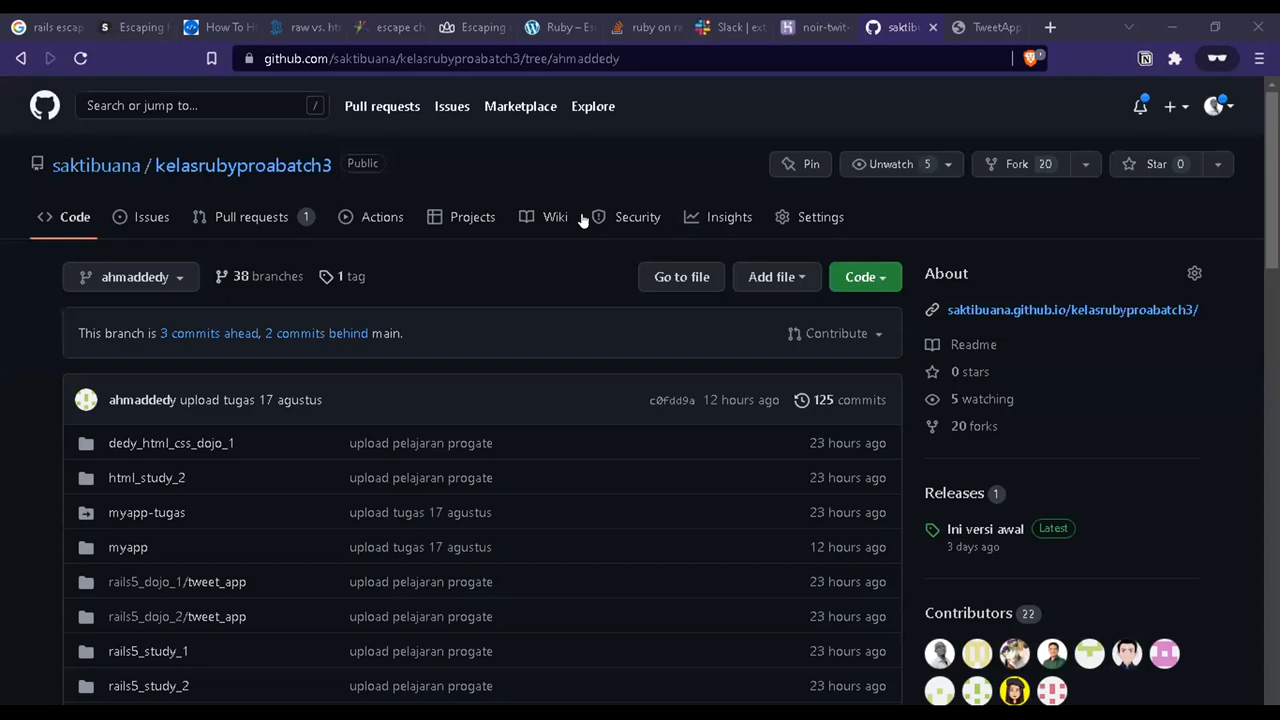 rails escap
Escaping
How To H
raw vs. ht
escape ch
Escaping
Ruby – Es
ruby on ra
Slack | ext
noir-twit-
saktib
TweetApp
github.com/saktibuana/kelasrubyproabatch3/tree/ahmaddedy
Search or jump to...
/
Pull requests
Issues
Marketplace
Explore
saktibuana / kelasrubyproabatch3
Public
Pin
Unwatch 5
Fork 20
Star 0
Code
Issues
Pull requests 1
Actions
Projects
Wiki
Security
Insights
Settings
ahmaddedy
38 branches
1 tag
Go to file
Add file
Code
This branch is 3 commits ahead, 2 commits behind main.
Contribute
ahmaddedy upload tugas 17 agustus
c0fdd9a 12 hours ago
125 commits
dedy_html_css_dojo_1 upload pelajaran progate 23 hours ago
html_study_2 upload pelajaran progate 23 hours ago
myapp-tugas upload tugas 17 agustus 23 hours ago
myapp upload tugas 17 agustus 12 hours ago
rails5_dojo_1/tweet_app upload pelajaran progate 23 hours ago
rails5_dojo_2/tweet_app upload pelajaran progate 23 hours ago
rails5_study_1 upload pelajaran progate 23 hours ago
rails5_study_2 upload pelajaran progate 23 hours ago
About
saktibuana.github.io/kelasrubyproabatch3/
Readme
0 stars
5 watching
20 forks
Releases 1
Ini versi awal Latest
3 days ago
Contributors 22